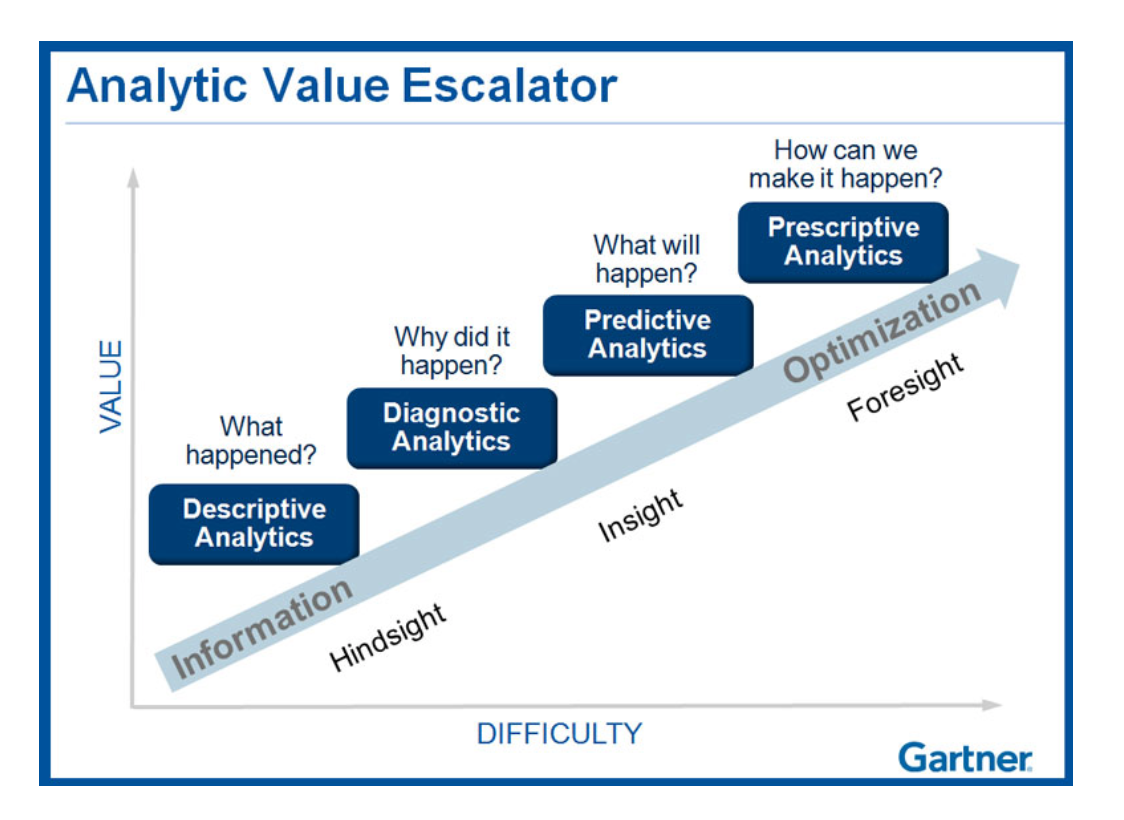 Analytic Value Escalator
How can we
make it happen?
Prescriptive
Analytics
What will
happen?
Predictive
Analytics
Why did it
happen?
Diagnostic
Analytics
What
happened?
Descriptive
Analytics
VALUE
Information
Optimization
Hindsight
Insight
Foresight
DIFFICULTY
Gartner